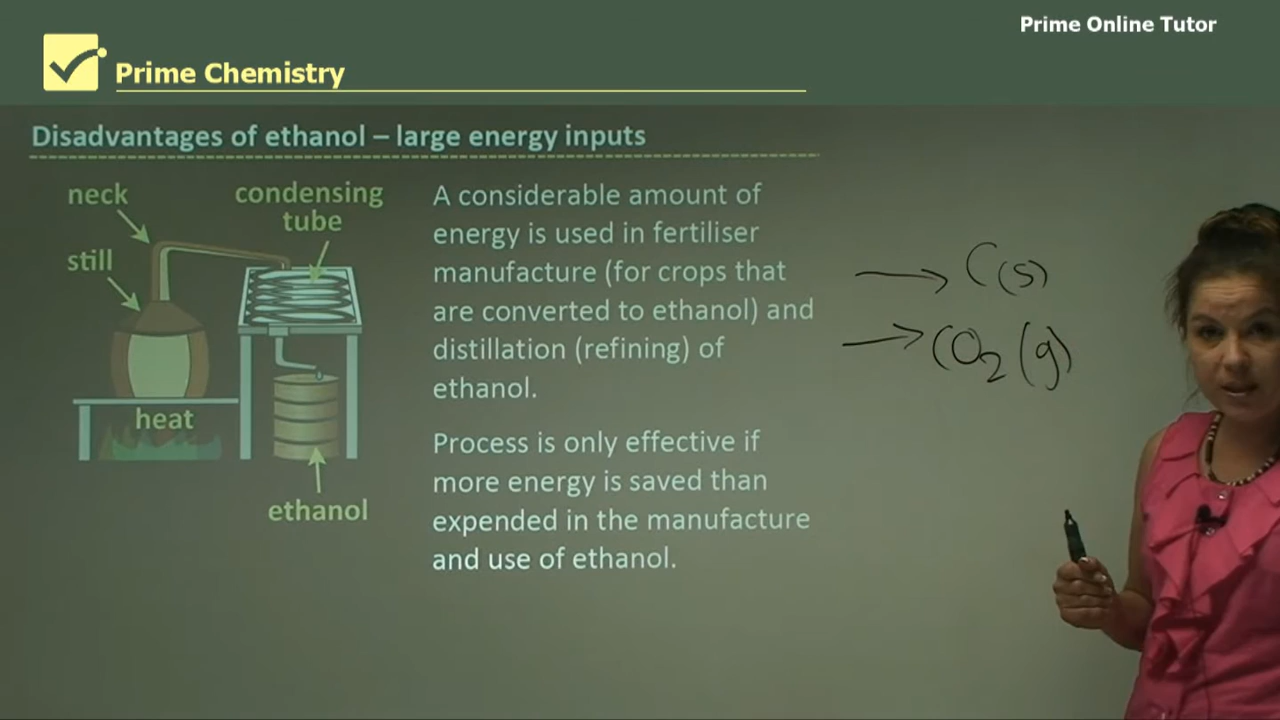 Prime Online Tutor
Prime Chemistry
Disadvantages of ethanol – large energy inputs
neck
condensing
tube
still
heat
ethanol
A considerable amount of
energy is used in fertiliser
manufacture (for crops that
are converted to ethanol) and
distillation (refining) of
ethanol.
Process is only effective if
more energy is saved than
expended in the manufacture
and use of ethanol.
→ C(s)
→ CO₂ (g)